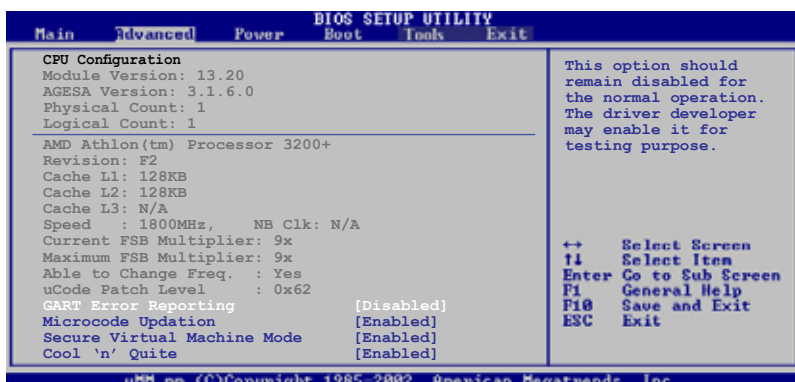 BIOS SETUP UTILITY
Main Advanced Power Boot Tools Exit
CPU Configuration
Module Version: 13.20
AGESA Version: 3.1.6.0
Physical Count: 1
Logical Count: 1
AMD Athlon(tm) Processor 3200+
Revision: F2
Cache L1: 128KB
Cache L2: 128KB
Cache L3: N/A
Speed : 1800MHz, NB Clk: N/A
Current FSB Multiplier: 9x
Maximum FSB Multiplier: 9x
Able to Change Freq. : Yes
uCode Patch Level : 0x62
GART Error Reporting [Disabled]
Microcode Updation [Enabled]
Secure Virtual Machine Mode [Enabled]
Cool ‘n’ Quite [Enabled]
This option should
remain disabled for
the normal operation.
The driver developer
may enable it for
testing purpose.
↔ Select Screen
↑↓ Select Item
Enter Go to Sub Screen
F1 General Help
F10 Save and Exit
ESC Exit
(C)Copyright 1985-2002, American Megatrends, Inc